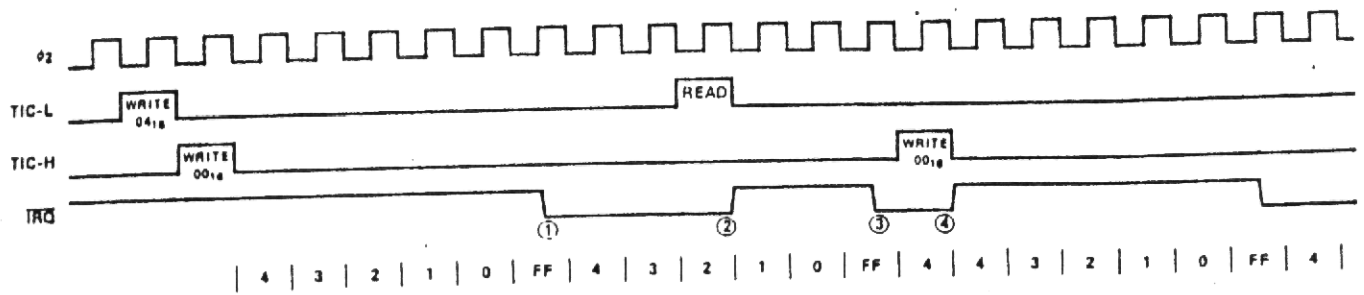 φ2
TIC-L WRITE 04₁₆ READ
TIC-H WRITE 00₁₆ WRITE 00₁₆
IRQ
① ② ③ ④
4 3 2 1 0 FF 4 3 2 1 0 FF 4 4 3 2 1 0 FF 4